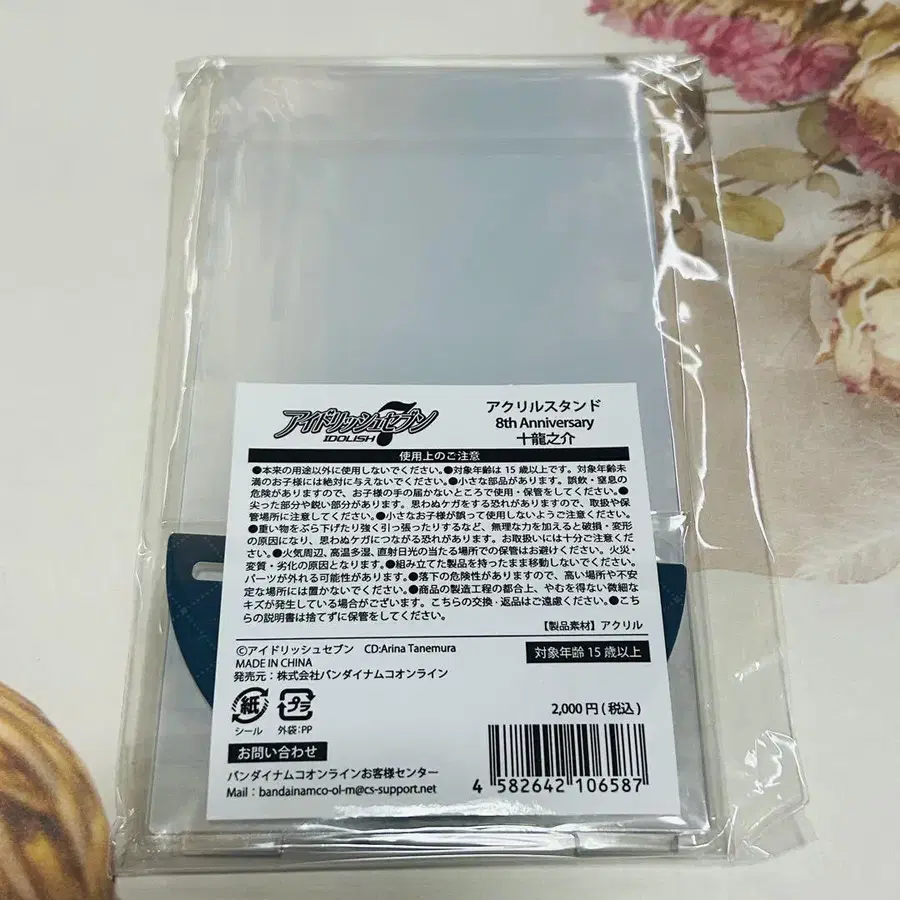 アイドリッシュセブン
IDOLiSH7
アクリルスタンド
8th Anniversary
十龍之介
使用上のご注意
●本来の用途以外に使用しないでください。●対象年齢は 15 歳以上です。対象年齢未
満のお子様には絶対に与えないでください。●小さな部品があります。誤飲・窒息の
危険がありますので、お子様の手の届かないところで使用・保管をしてください。●
尖った部分や鋭い部分があります。思わぬケガをする恐れがありますので、取扱や保
管場所に注意してください。●小さなお子様が誤って使用しないようご注意ください。
●重い物をぶら下げたり強く引っ張ったりするなど、無理な力を加えると破損・変形
の原因になり、思わぬケガにつながる恐れがあります。お取扱いには十分ご注意くださ
い。●火気周辺、高温多湿、直射日光の当たる場所での保管はお避けください。火災・
変質・劣化の原因となります。●組み立てた製品を持ったまま移動しないでください。
パーツが外れる可能性があります。●落下の危険性がありますので、高い場所や不安
定な場所には置かないでください。●商品の製造工程の都合上、やむを得ない微細な
キズが発生している場合がございます。こちらの交換・返品はご遠慮ください。●こち
らの説明書は捨てずに保管をしてください。
【製品素材】アクリル
©アイドリッシュセブン CD:Arina Tanemura
MADE IN CHINA
発売元：株式会社バンダイナムコオンライン
対象年齢 15 歳以上
紙
プラ
シール
外袋:PP
2,000 円 ( 税込 )
お問い合わせ
バンダイナムコオンラインお客様センター
Mail：bandainamco-ol-m@cs-support.net
4 582642 106587